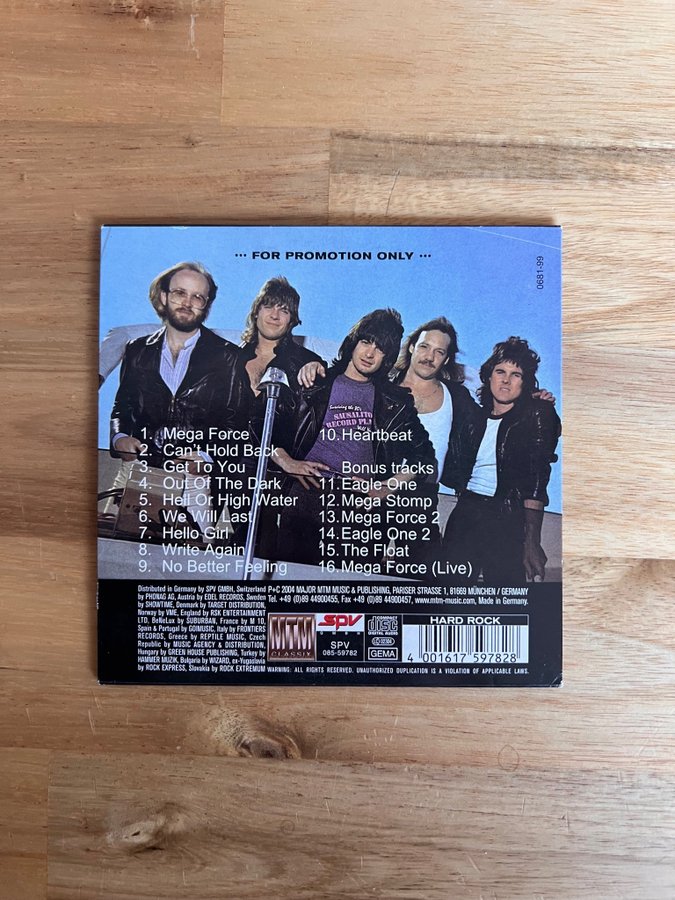 ••• FOR PROMOTION ONLY •••
0681-99
SAUSALITO
RECORD PLANT
1. Mega Force
2. Can't Hold Back
3. Get To You
4. Out Of The Dark
5. Hell Or High Water
6. We Will Last
7. Hello Girl
8. Write Again
9. No Better Feeling
10. Heartbeat
Bonus tracks
11. Eagle One
12. Mega Stomp
13. Mega Force 2
14. Eagle One 2
15. The Float
16. Mega Force (Live)
Distributed in Germany by SPV GMBH, Switzerland
by PHONAG AG, Austria by EDEL RECORDS, Sweden
by SHOWTIME, Denmark by TARGET DISTRIBUTION,
Norway by VME, England by RSK ENTERTAINMENT
LTD, BeNeLux by SUBURBAN, France by M 10,
Spain & Portugal by GOIMUSIC, Italy by FRONTIERS
RECORDS, Greece by REPTILE MUSIC, Czech
Republic by MUSIC AGENCY & DISTRIBUTION,
Hungary by GREEN HOUSE PUBLISHING, Turkey by
HAMMER MUZIK, Bulgaria by WIZARD, ex-Yugoslavia
by ROCK EXPRESS, Slovakia by ROCK EXTREMUM
P+C 2004 MAJOR MTM MUSIC & PUBLISHING, PARISER STRASSE 1, 81669 MÜNCHEN / GERMANY
Tel. +49 (0)89 44900455, Fax +49 (0)89 44900457, www.mtm-music.com, Made in Germany.
MTM
CLASSIX
SPV
GMBH
SPV
085-59782
COMPACT
disc
DIGITAL AUDIO
LC 02304
GEMA
HARD ROCK
4 001617 597828
WARNING: ALL RIGHTS RESERVED. UNAUTHORIZED DUPLICATION IS A VIOLATION OF APPLICABLE LAWS.